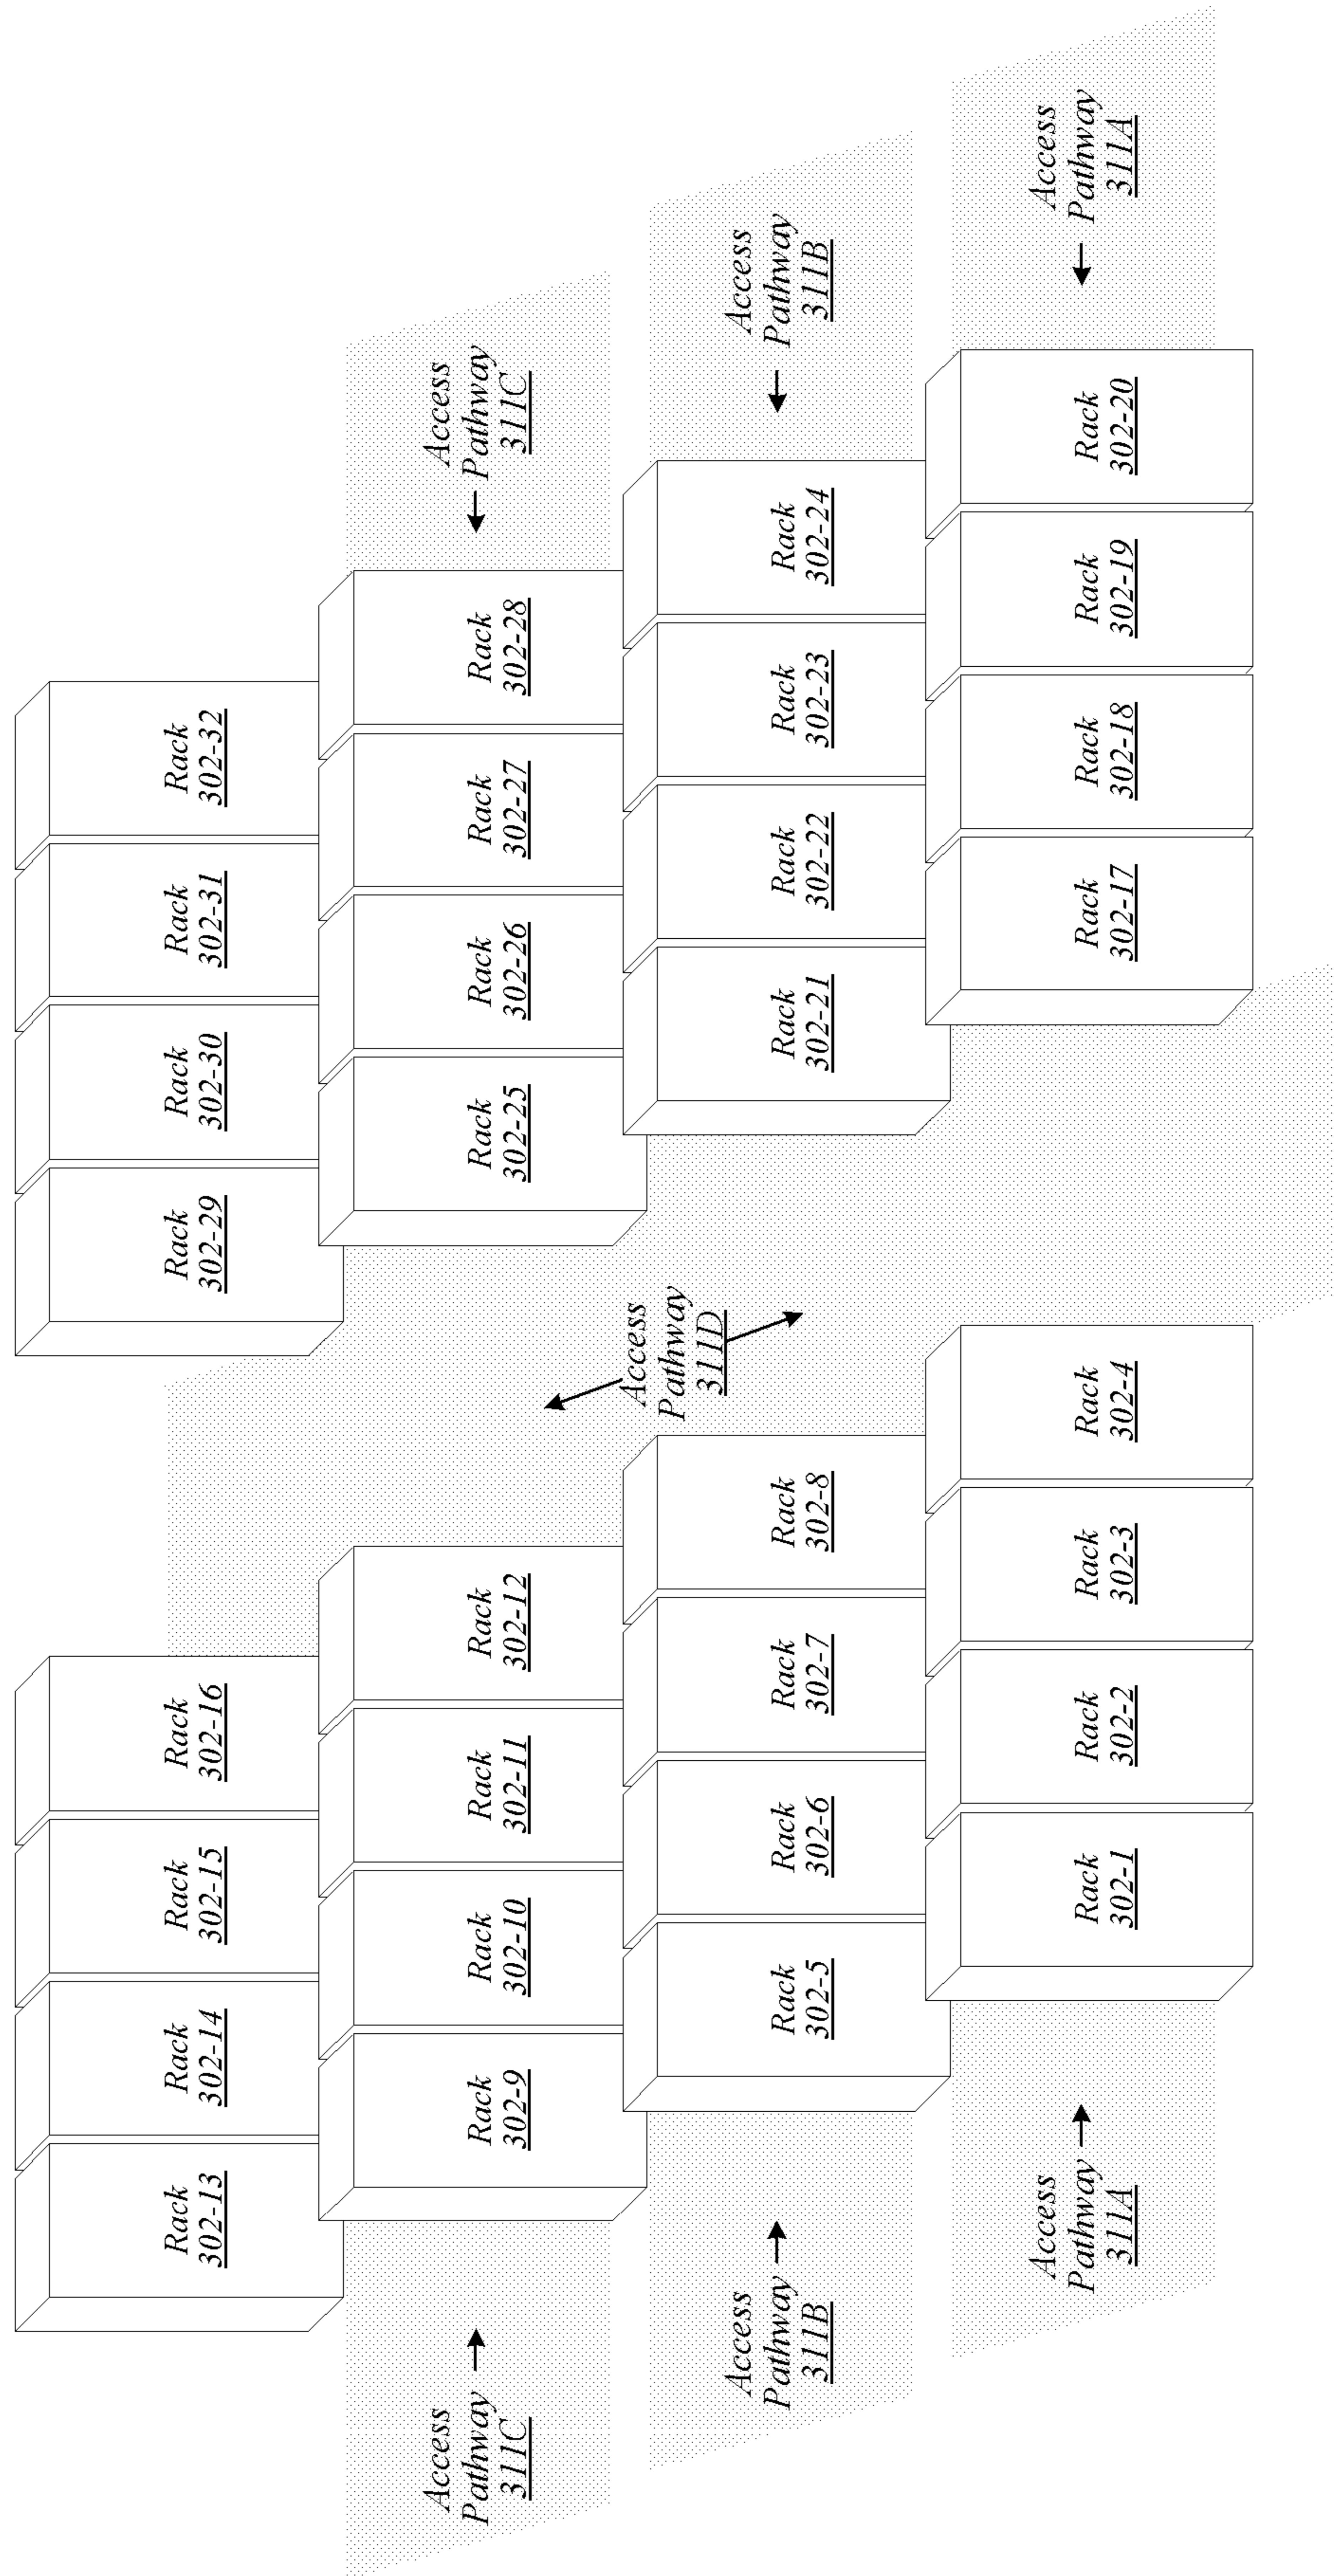 Rack
302-13
Rack
302-14
Rack
302-15
Rack
302-16
Rack
302-29
Rack
302-30
Rack
302-31
Rack
302-32
Access
Pathway
311C
Rack
302-9
Rack
302-10
Rack
302-11
Rack
302-12
Rack
302-25
Rack
302-26
Rack
302-27
Rack
302-28
Access
Pathway
311C
Access
Pathway
311D
Access
Pathway
311B
Rack
302-5
Rack
302-6
Rack
302-7
Rack
302-8
Rack
302-21
Rack
302-22
Rack
302-23
Rack
302-24
Access
Pathway
311B
Access
Pathway
311A
Rack
302-1
Rack
302-2
Rack
302-3
Rack
302-4
Rack
302-17
Rack
302-18
Rack
302-19
Rack
302-20
Access
Pathway
311A